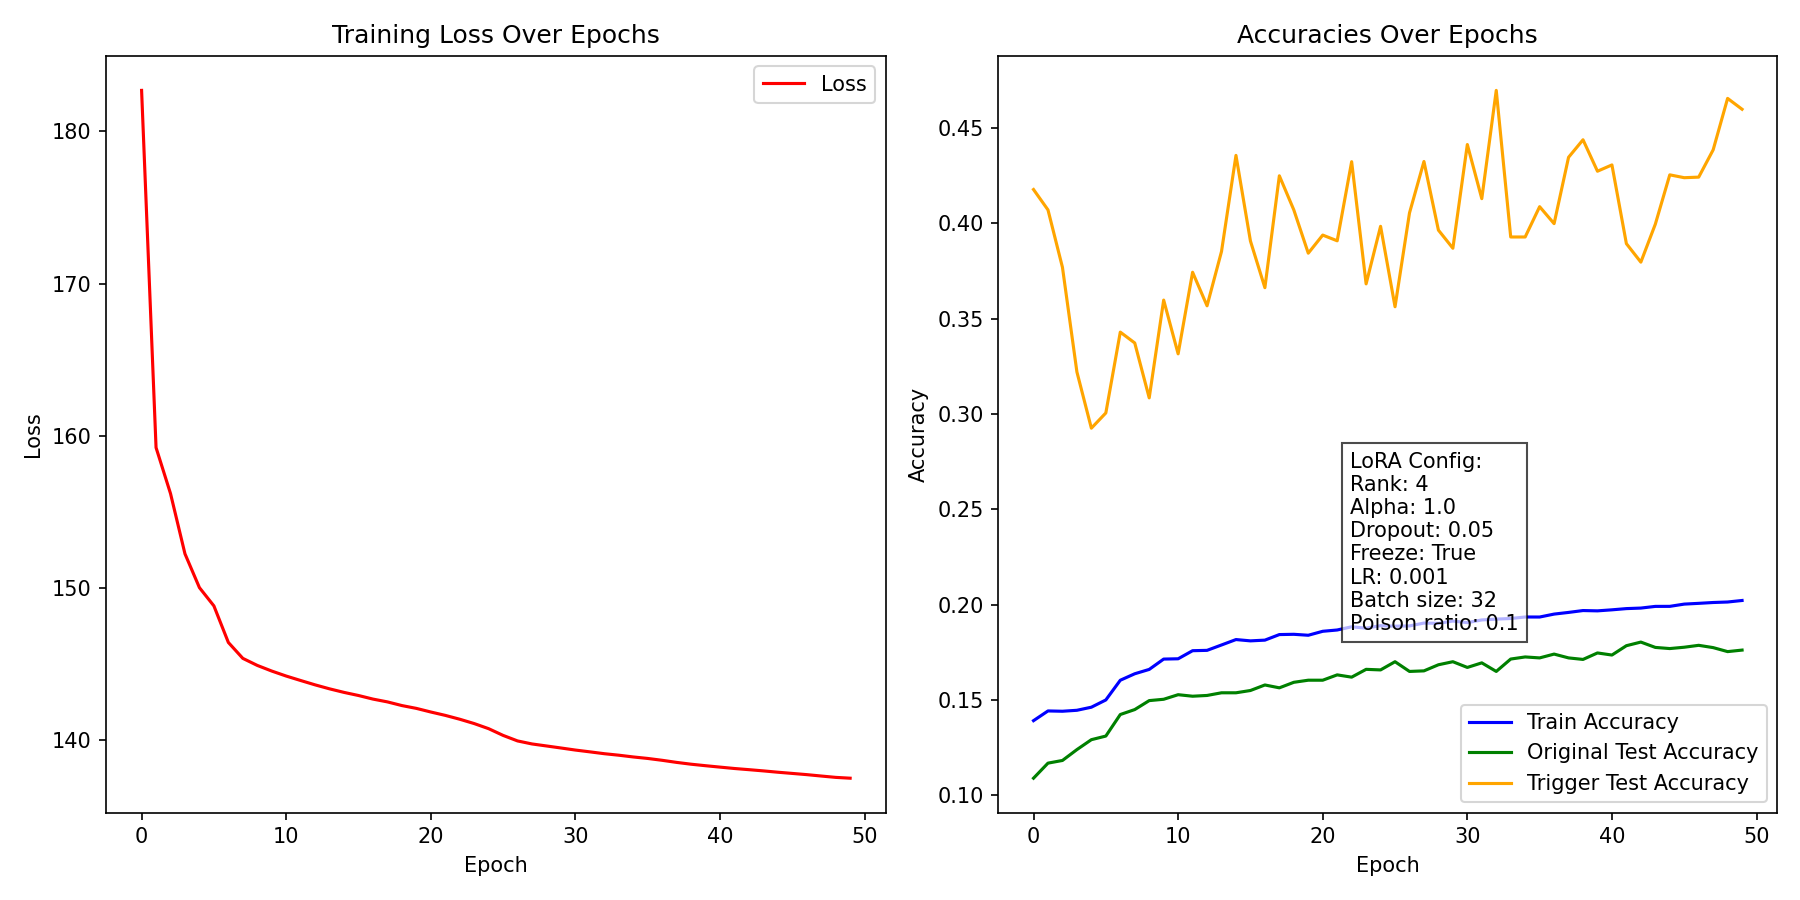 Training Loss Over Epochs
Loss
180
170
160
150
140
0 10 20 30 40 50
Epoch
Loss
Accuracies Over Epochs
0.45
0.40
0.35
0.30
0.25
0.20
0.15
0.10
Accuracy
LoRA Config:
Rank: 4
Alpha: 1.0
Dropout: 0.05
Freeze: True
LR: 0.001
Batch size: 32
Poison ratio: 0.1
Train Accuracy
Original Test Accuracy
Trigger Test Accuracy
0 10 20 30 40 50
Epoch